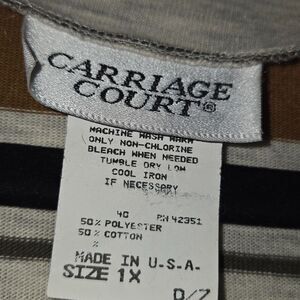 CARRIAGE
COURT®
MACHINE WASH WARM
ONLY NON-CHLORINE
BLEACH WHEN NEEDED
TUMBLE DRY LOW
COOL IRON
IF NECESSARY
40 RN 42351
50% POLYESTER
50% COTTON
%
MADE IN U-S-A-
SIZE 1X